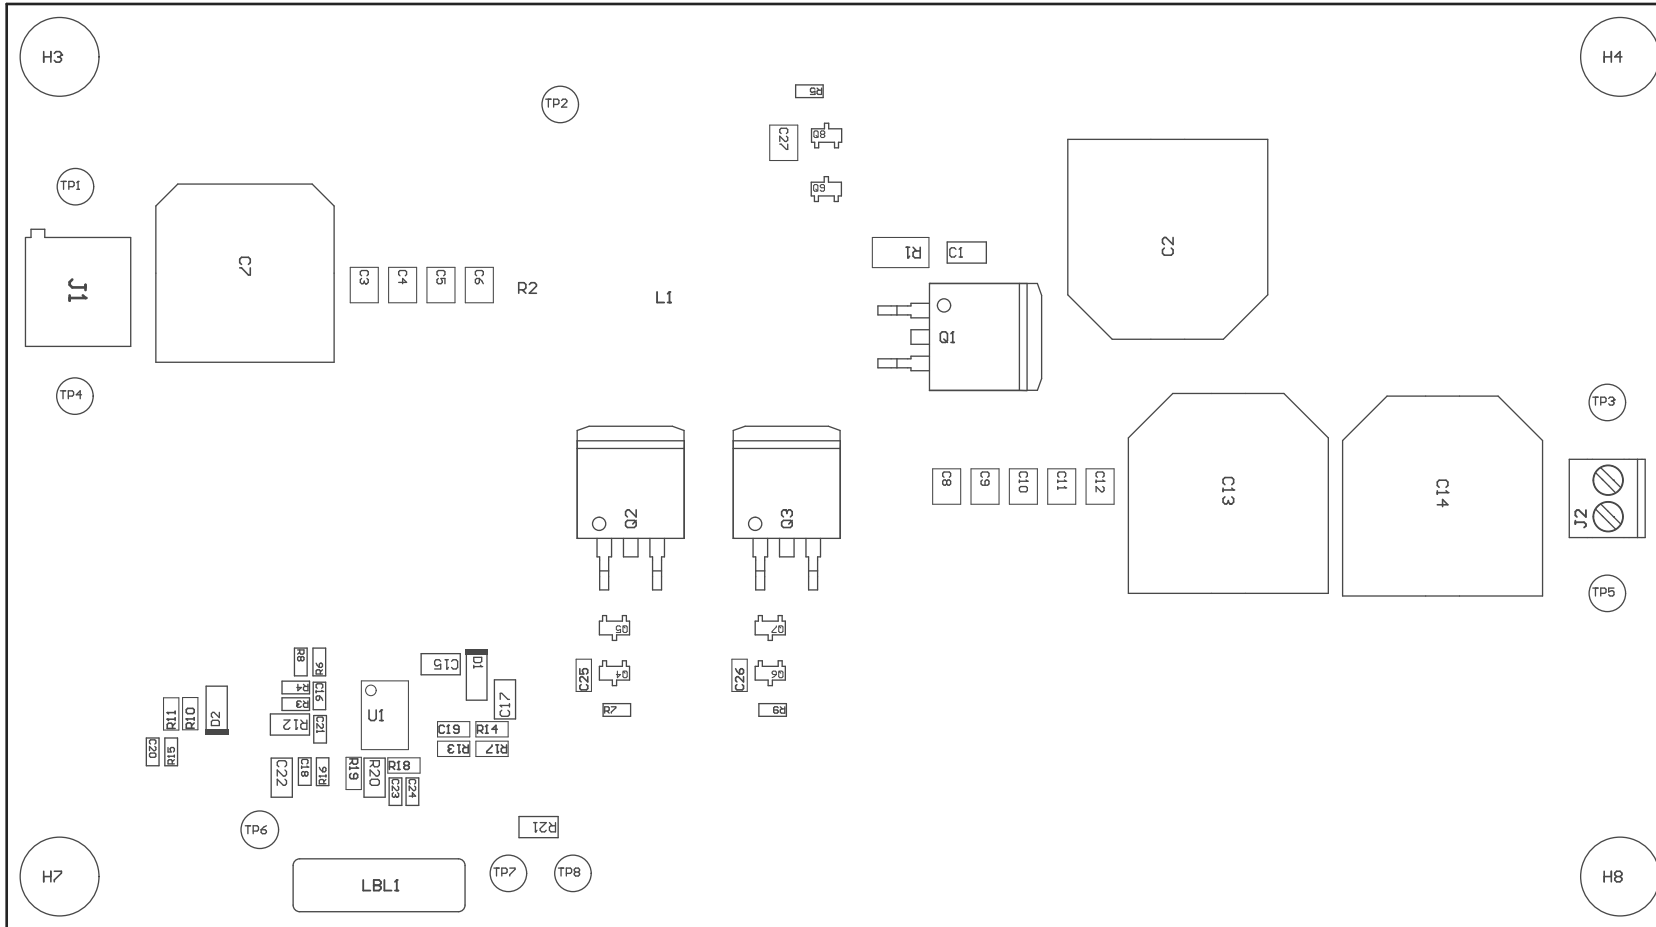 H3
H4
R5
TP2
C27
Q8
TP1
Q9
C7
C2
R1
C1
J1
C3
C4
C5
C6
R2
L1
Q1
TP4
TP3
C8
C9
C10
C11
C12
C13
C14
Q2
Q3
J2
TP5
Q5
Q7
R8
R6
C15
D1
C25
Q4
C26
Q6
R4
C16
R3
C17
R11
R10
D2
R12
C21
U1
R7
R9
C19
R14
C20
R15
R13
R17
C22
C18
R16
R19
R20
R18
C23
C24
TP6
R21
TP7
TP8
H7
LBL1
H8